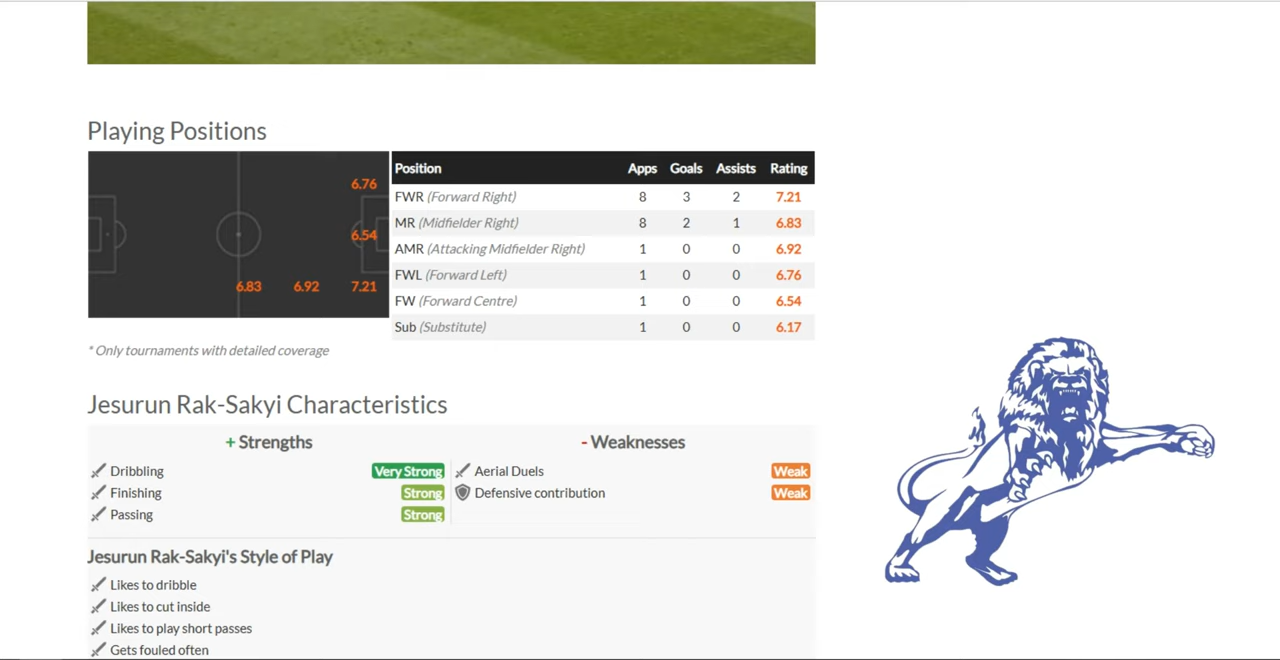 Playing Positions
6.76
6.54
6.83 6.92 7.21
Position Apps Goals Assists Rating
FWR (Forward Right) 8 3 2 7.21
MR (Midfielder Right) 8 2 1 6.83
AMR (Attacking Midfielder Right) 1 0 0 6.92
FWL (Forward Left) 1 0 0 6.76
FW (Forward Centre) 1 0 0 6.54
Sub (Substitute) 1 0 0 6.17
* Only tournaments with detailed coverage
Jesurun Rak-Sakyi Characteristics
+ Strengths - Weaknesses
Dribbling Very Strong Aerial Duels Weak
Finishing Strong Defensive contribution Weak
Passing Strong
Jesurun Rak-Sakyi's Style of Play
Likes to dribble
Likes to cut inside
Likes to play short passes
Gets fouled often